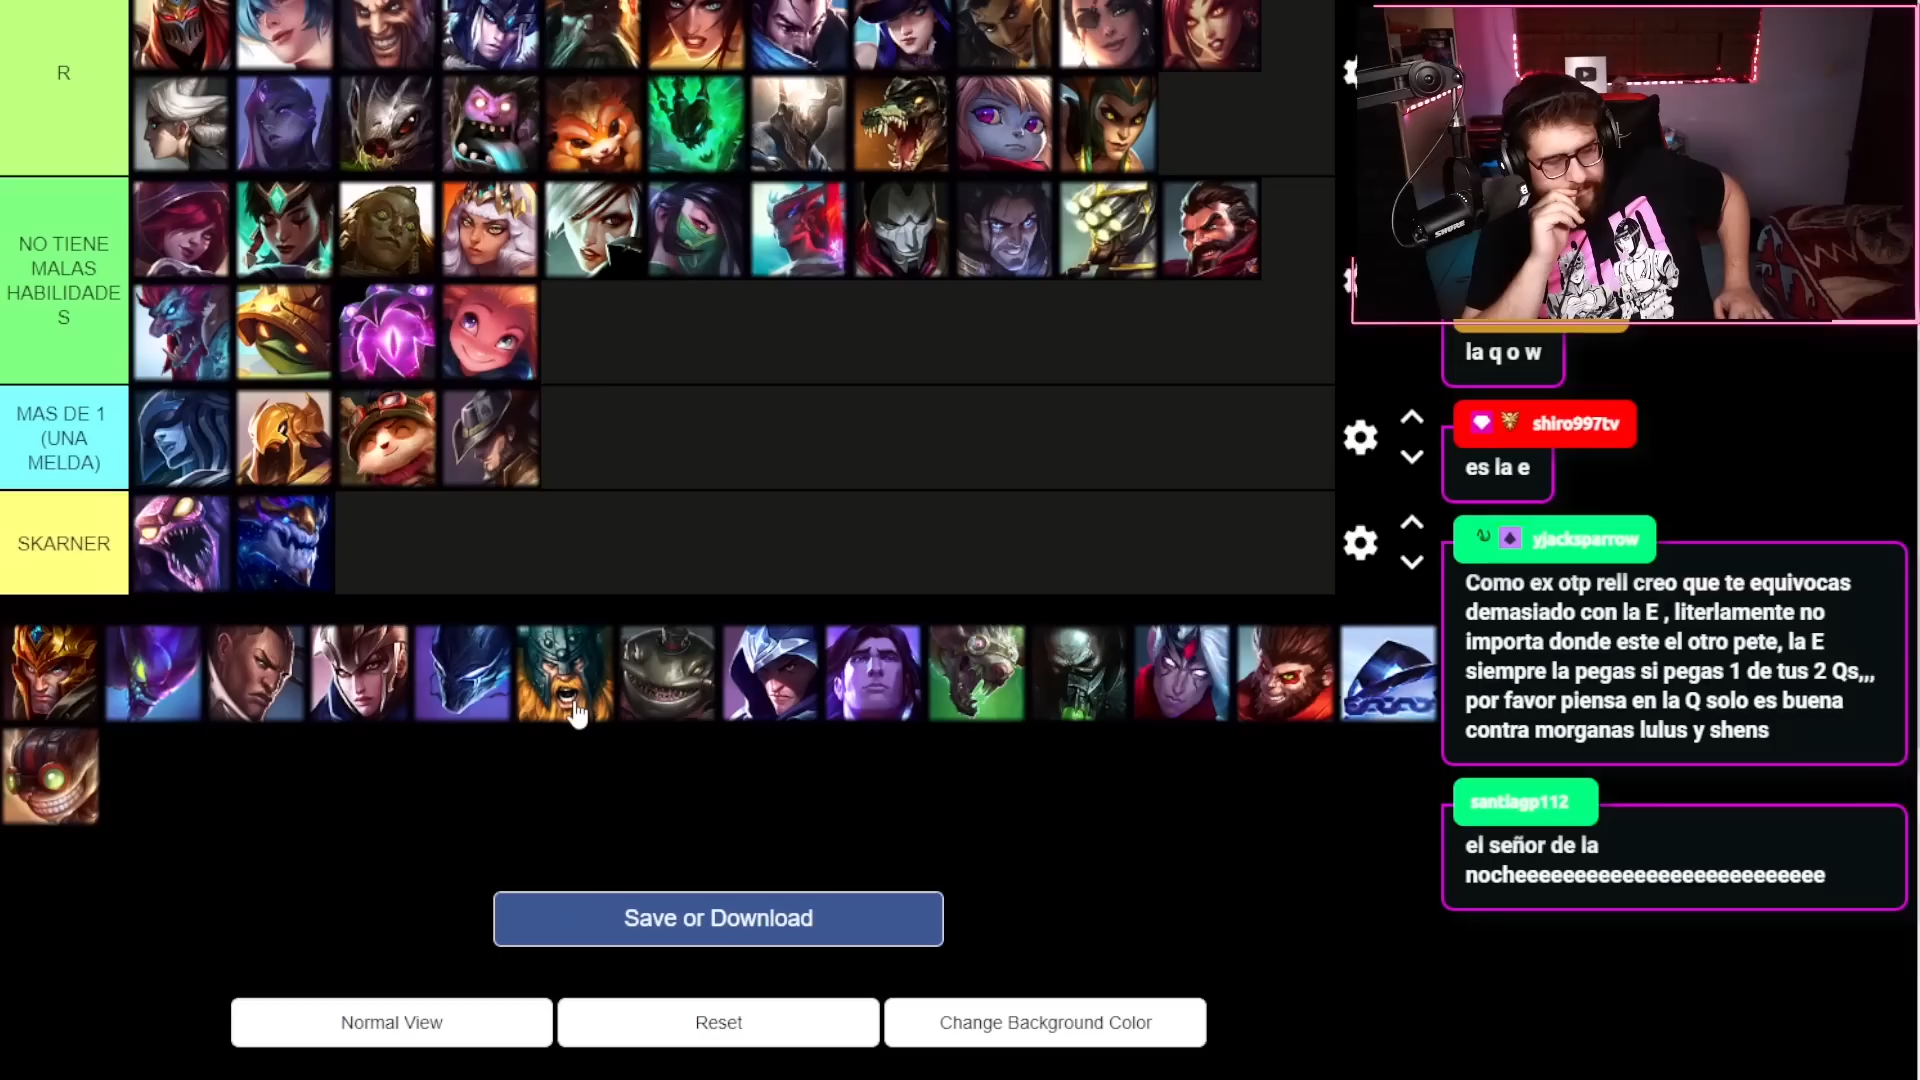 R
NO TIENE
MALAS
HABILIDADE
S
MAS DE 1
(UNA
MELDA)
SKARNER
la q o w
shiro997tv
es la e
yjacksparrow
Como ex otp rell creo que te equivocas
demasiado con la E , literlamente no
importa donde este el otro pete, la E
siempre la pegas si pegas 1 de tus 2 Qs,,,
por favor piensa en la Q solo es buena
contra morganas lulus y shens
santiagp112
el señor de la
nocheeeeeeeeeeeeeeeeeeeeeeeeeee
Save or Download
Normal View
Reset
Change Background Color
SHURE